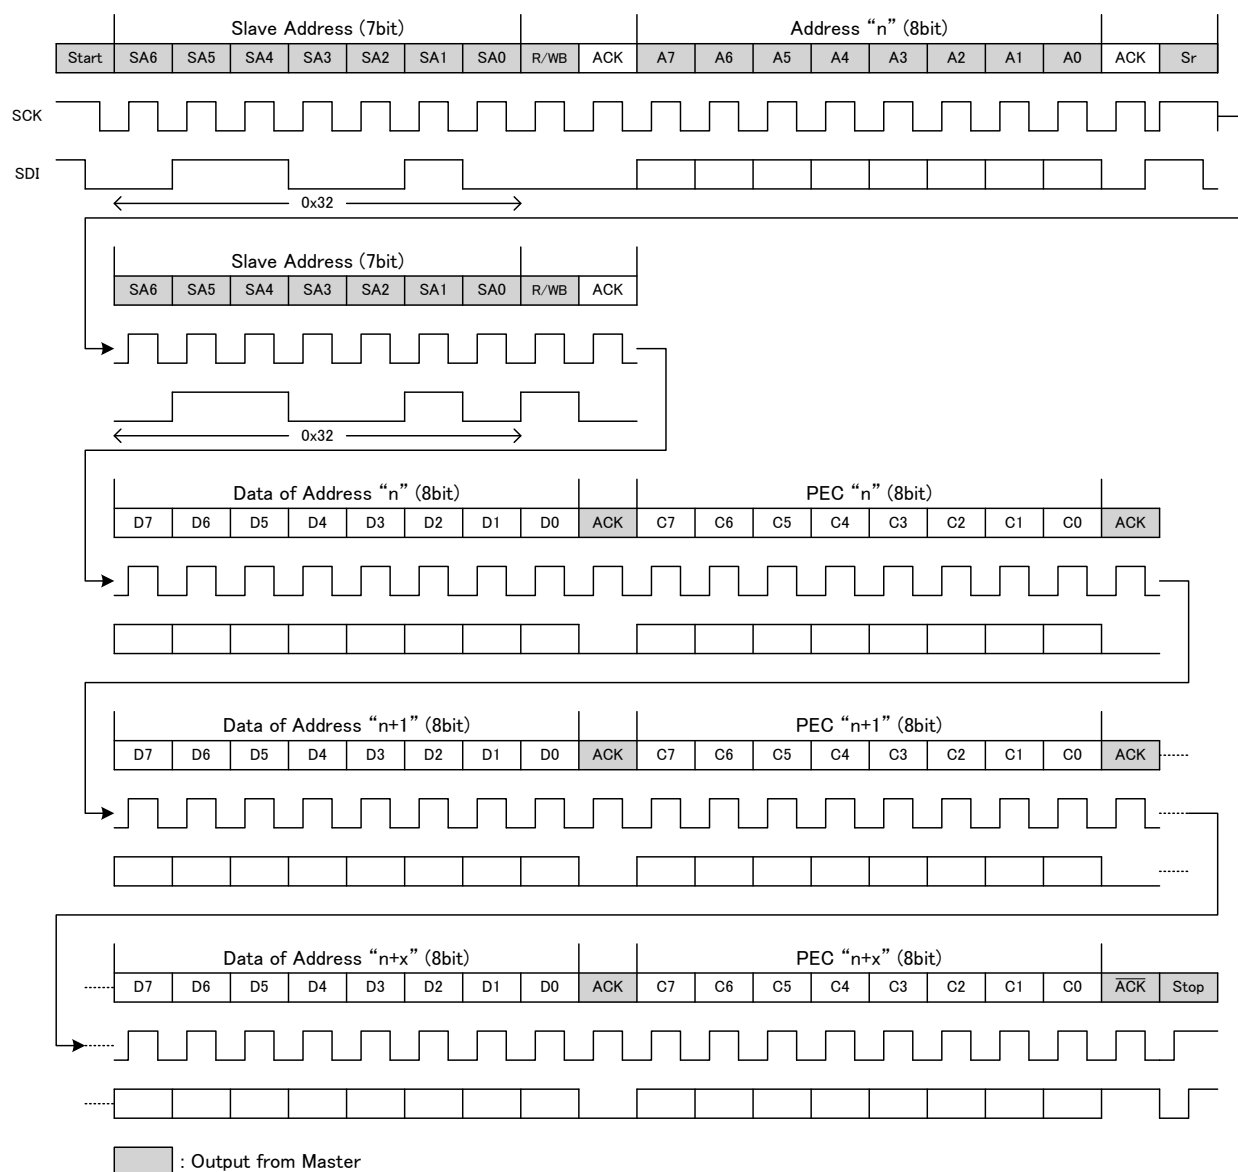 Slave Address (7bit) Address “n” (8bit)
Start SA6 SA5 SA4 SA3 SA2 SA1 SA0 R/WB ACK A7 A6 A5 A4 A3 A2 A1 A0 ACK Sr
SCK
SDI
0x32
Slave Address (7bit)
SA6 SA5 SA4 SA3 SA2 SA1 SA0 R/WB ACK
0x32
Data of Address “n” (8bit) PEC “n” (8bit)
D7 D6 D5 D4 D3 D2 D1 D0 ACK C7 C6 C5 C4 C3 C2 C1 C0 ACK
Data of Address “n+1” (8bit) PEC “n+1” (8bit)
D7 D6 D5 D4 D3 D2 D1 D0 ACK C7 C6 C5 C4 C3 C2 C1 C0 ACK
Data of Address “n+x” (8bit) PEC “n+x” (8bit)
D7 D6 D5 D4 D3 D2 D1 D0 ACK C7 C6 C5 C4 C3 C2 C1 C0 A̅C̅K̅ Stop
: Output from Master